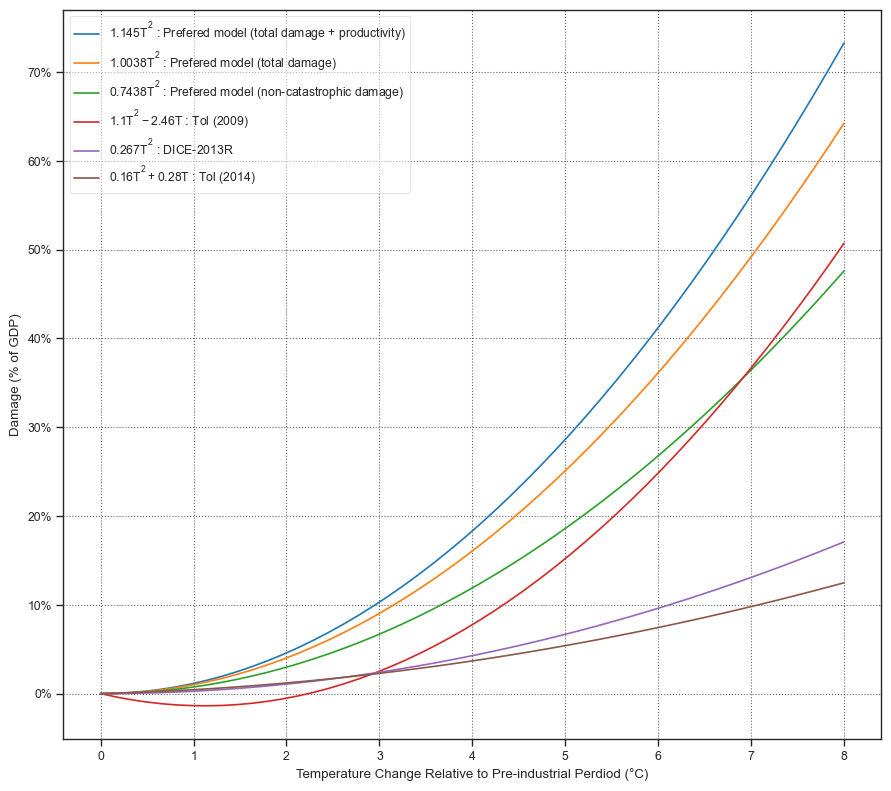 1.145T² : Prefered model (total damage + productivity)
1.0038T² : Prefered model (total damage)
0.7438T² : Prefered model (non-catastrophic damage)
1.1T² − 2.46T : Tol (2009)
0.267T² : DICE-2013R
0.16T² + 0.28T : Tol (2014)
70%
60%
50%
40%
30%
20%
10%
0%
Damage (% of GDP)
0 1 2 3 4 5 6 7 8
Temperature Change Relative to Pre-industrial Perdiod (°C)